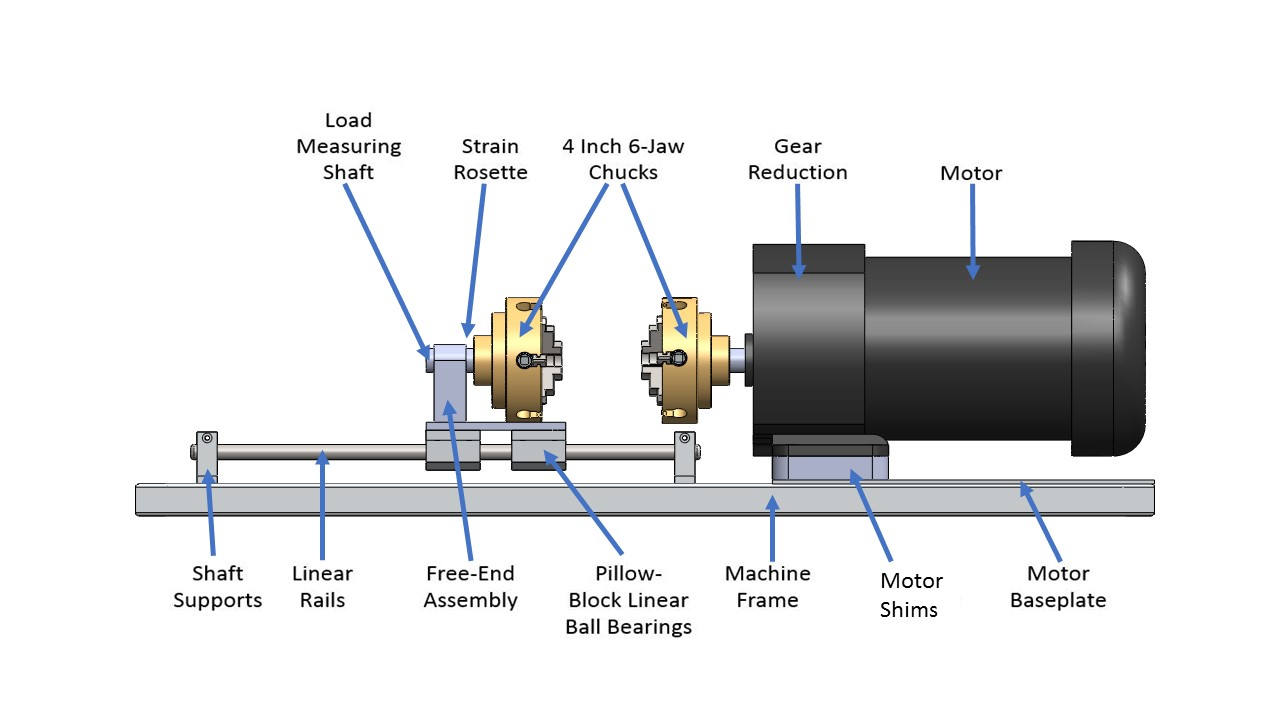 Load
Measuring
Shaft
Strain
Rosette
4 Inch 6-Jaw
Chucks
Gear
Reduction
Motor
Shaft
Supports
Linear
Rails
Free-End
Assembly
Pillow-
Block Linear
Ball Bearings
Machine
Frame
Motor
Shims
Motor
Baseplate